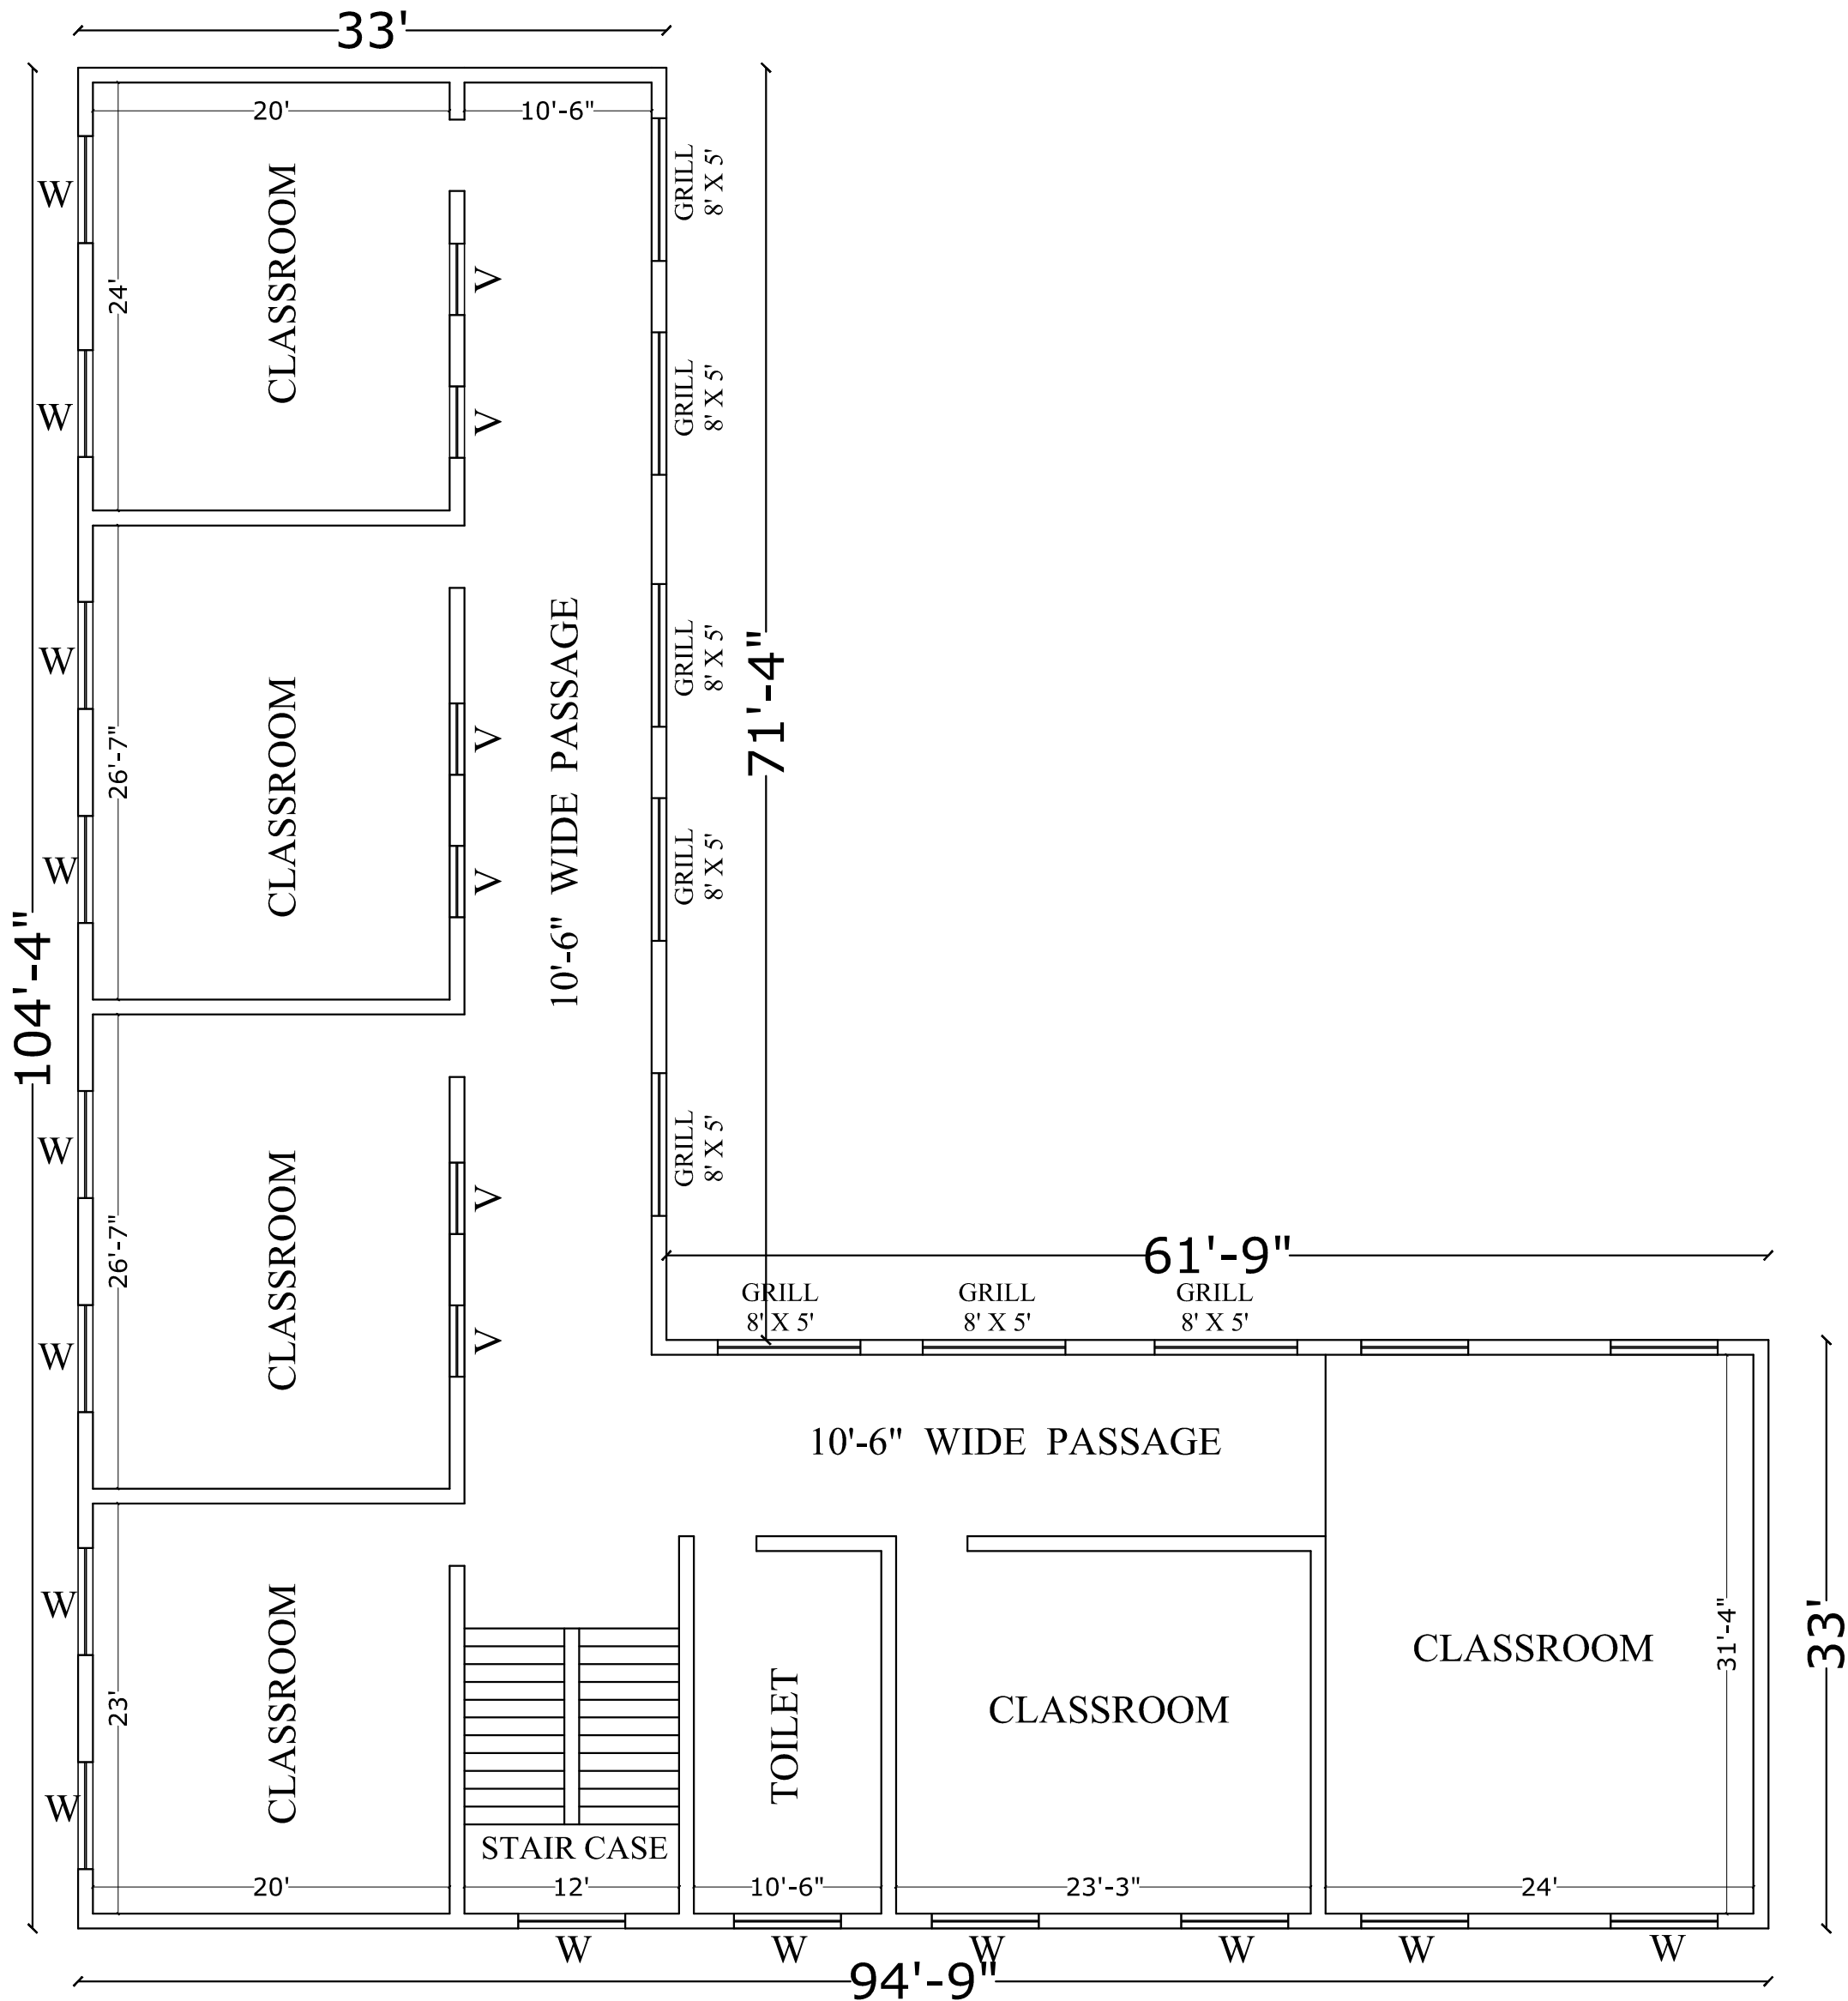 33'
20'
10'-6"
W
CLASSROOM
GRILL
8' X 5'
24'
V
W
V
GRILL
8' X 5'
W
CLASSROOM
26'-7"
V
W
V
10'-6" WIDE PASSAGE
GRILL
8' X 5'
71'-4"
GRILL
8' X 5'
104'-4"
W
CLASSROOM
26'-7"
V
W
V
GRILL
8' X 5'
61'-9"
GRILL
8' X 5'
GRILL
8' X 5'
GRILL
8' X 5'
10'-6" WIDE PASSAGE
W
CLASSROOM
23'
W
TOILET
CLASSROOM
CLASSROOM
31'-4"
33'
STAIR CASE
20'
12'
10'-6"
23'-3"
24'
W
W
W
W
W
W
94'-9"